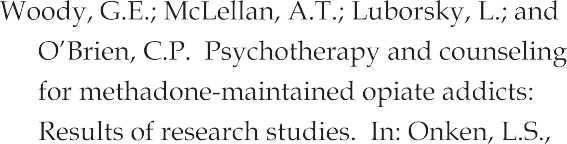 Woody, G.E.; McLellan, A.T.; Luborsky, L.; and
O’Brien, C.P.  Psychotherapy and counseling
for methadone-maintained opiate addicts:
Results of research studies.  In: Onken, L.S.,